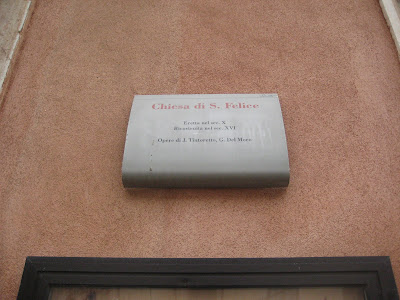 Chiesa di S. Felice
Eretta nel sec. X
Ricostruita nel sec. XVI
Opere di J. Tintoretto, G. Del Moro